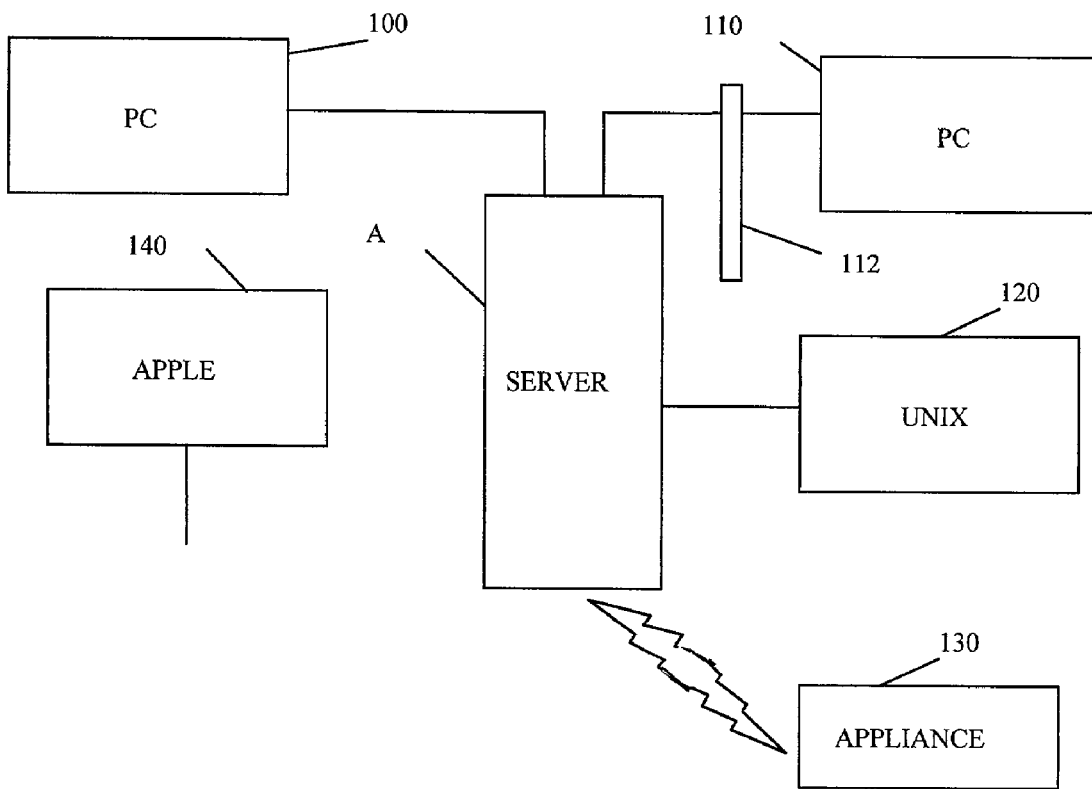 100
110
PC
PC
140
A
112
120
APPLE
SERVER
UNIX
130
APPLIANCE